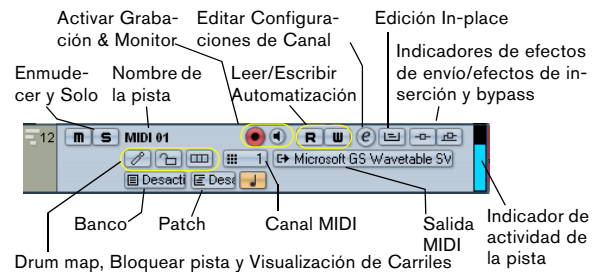 Activar Graba-
ción & Monitor
Editar Configura-
ciones de Canal
Edición In-place
Indicadores de efectos
de envío/efectos de in-
serción y bypass
Enmude-
cer y Solo
Nombre de
la pista
Leer/Escribir
Automatización
12 m S MIDI 01 R W e
1 Microsoft GS Wavetable SV
Desacti Desa
Banco
Patch
Canal MIDI
Salida
MIDI
Indicador de
actividad de
la pista
Drum map, Bloquear pista y Visualización de Carriles